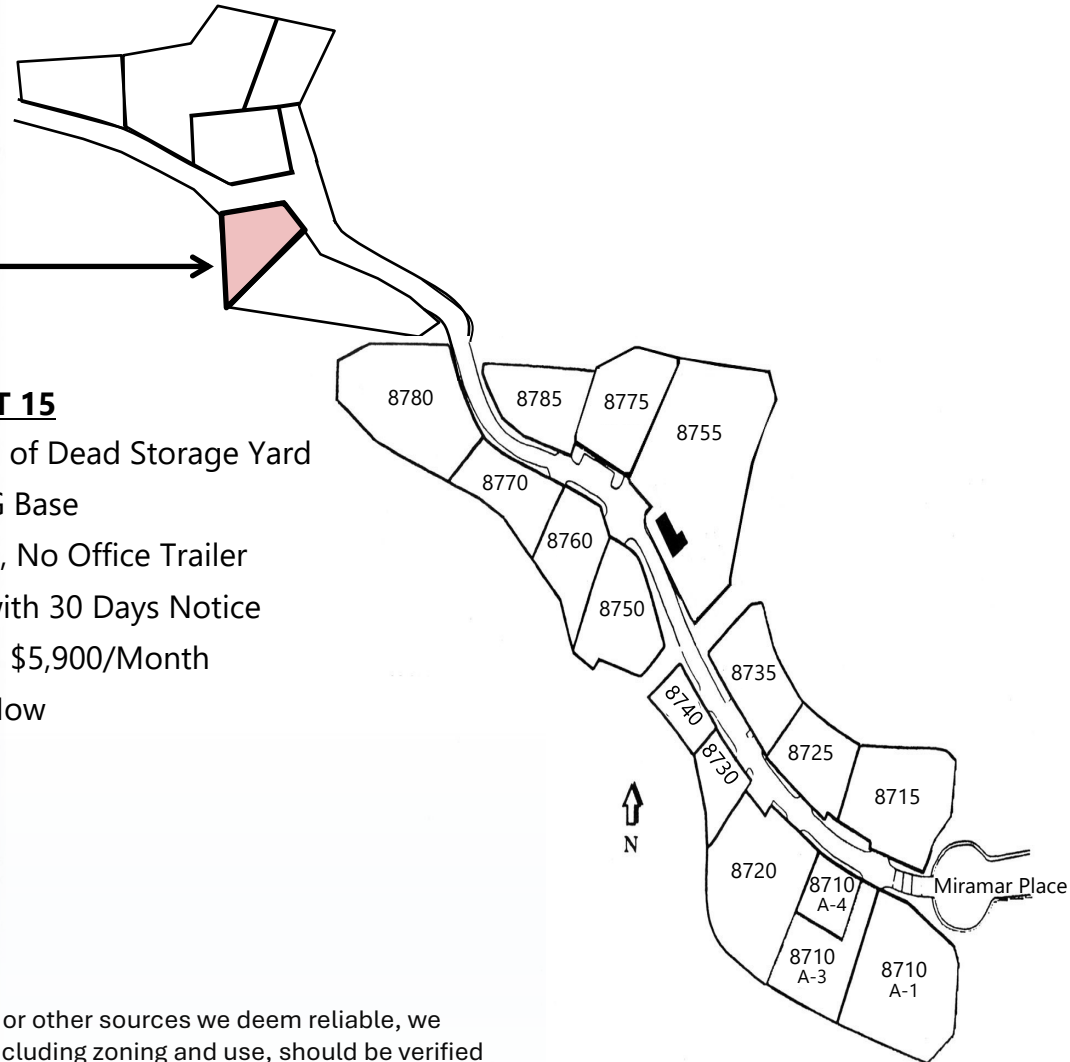 T 15
of Dead Storage Yard
Base
, No Office Trailer
with 30 Days Notice
$5,900/Month
8780
8785
8775
8755
8770
8760
8750
8740
8730
8735
8725
8715
N
8720
8710
A-4
Miramar Place
8710
A-3
8710
A-1
or other sources we deem reliable, we
cluding zoning and use, should be verified